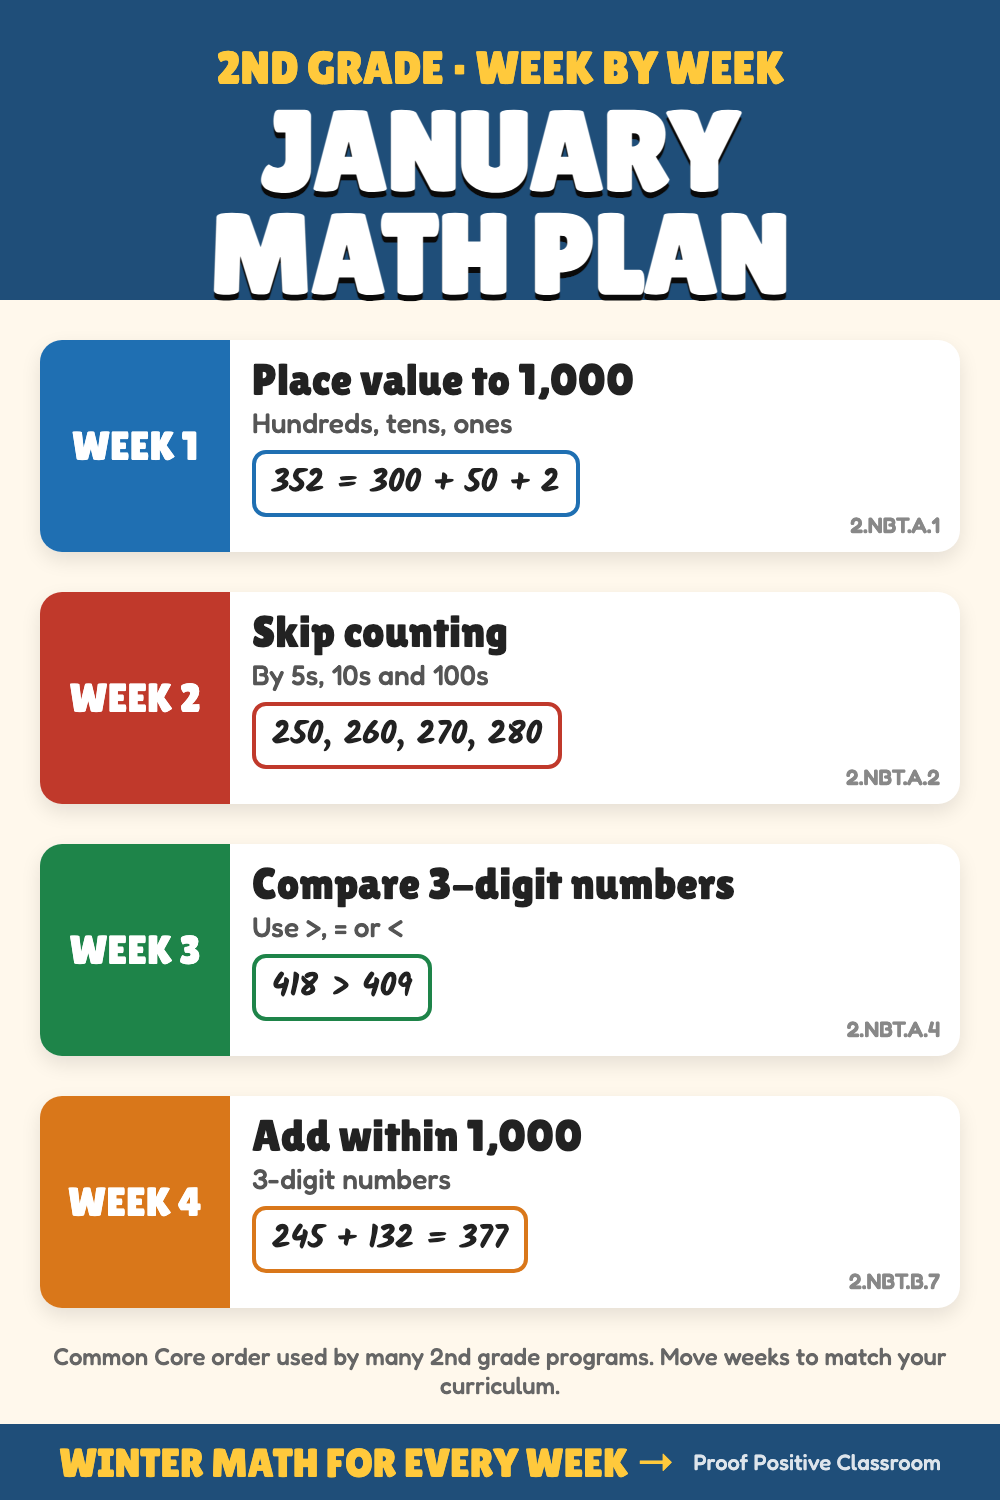 2ND GRADE · WEEK BY WEEK
JANUARY
MATH PLAN
WEEK 1
Place value to 1,000
Hundreds, tens, ones
352 = 300 + 50 + 2
2.NBT.A.1
WEEK 2
Skip counting
By 5s, 10s and 100s
250, 260, 270, 280
2.NBT.A.2
WEEK 3
Compare 3-digit numbers
Use >, = or <
418 > 409
2.NBT.A.4
WEEK 4
Add within 1,000
3-digit numbers
245 + 132 = 377
2.NBT.B.7
Common Core order used by many 2nd grade programs. Move weeks to match your
curriculum.
WINTER MATH FOR EVERY WEEK → Proof Positive Classroom